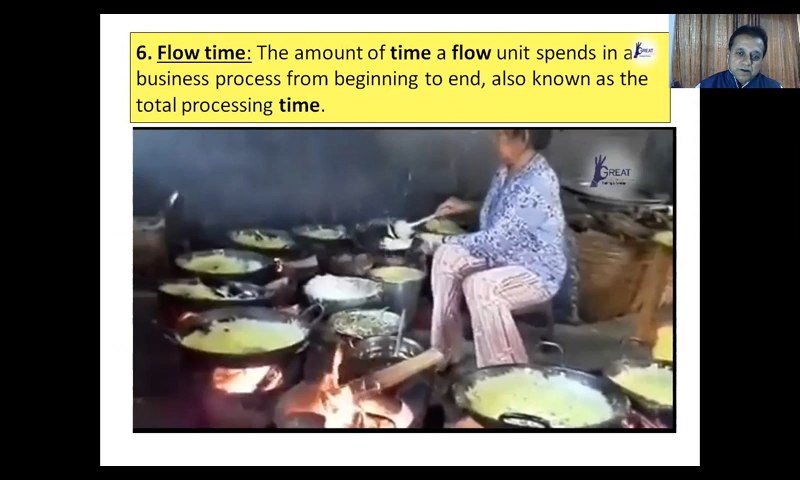 6. Flow time: The amount of time a flow unit spends in a
business process from beginning to end, also known as the
total processing time.
GREAT
GREAT